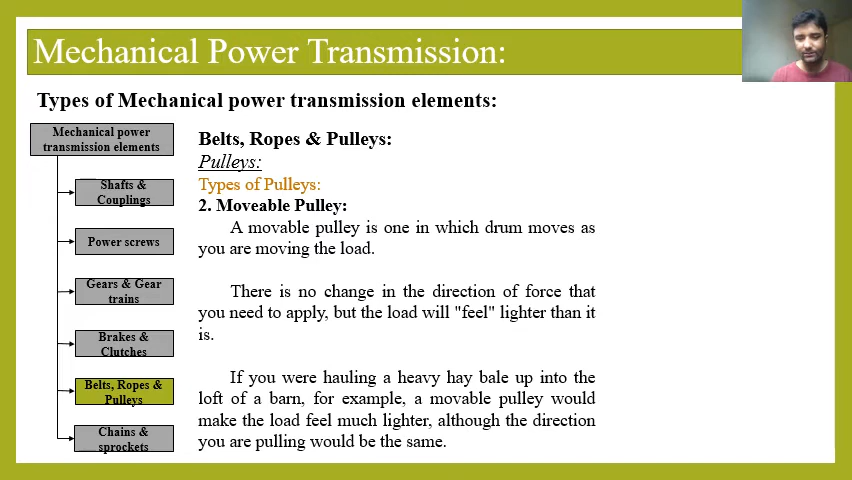 Mechanical Power Transmission:
Types of Mechanical power transmission elements:
Mechanical power
transmission elements
Shafts &
Couplings
Power screws
Gears & Gear
trains
Brakes &
Clutches
Belts, Ropes &
Pulleys
Chains &
sprockets
Belts, Ropes & Pulleys:
Pulleys:
Types of Pulleys:
2. Moveable Pulley:
A movable pulley is one in which drum moves as
you are moving the load.
There is no change in the direction of force that
you need to apply, but the load will "feel" lighter than it
is.
If you were hauling a heavy hay bale up into the
loft of a barn, for example, a movable pulley would
make the load feel much lighter, although the direction
you are pulling would be the same.